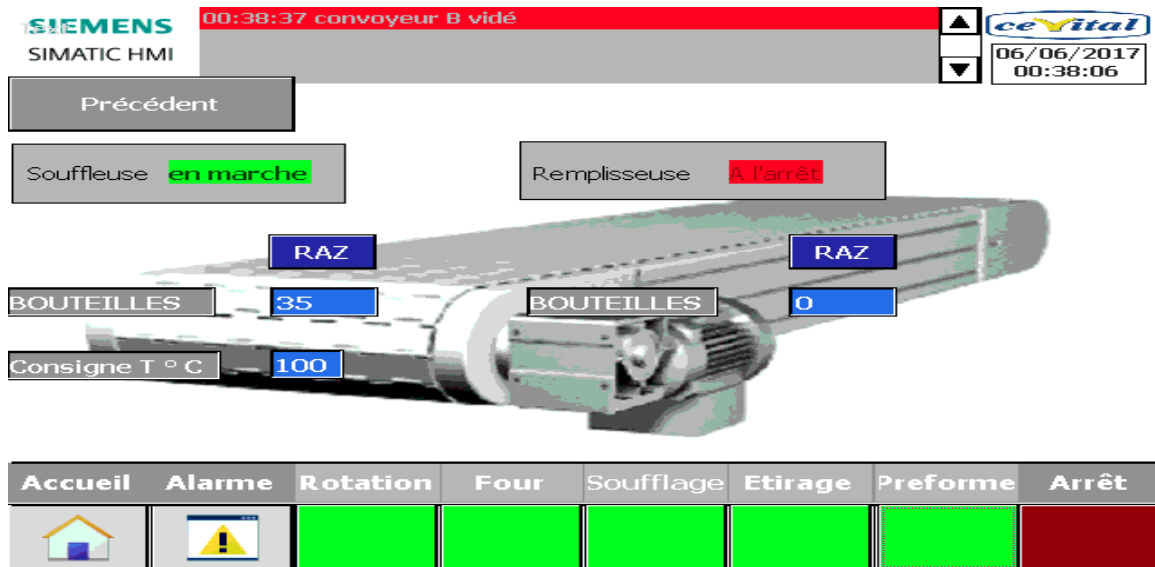 00:38:37 convoyeur B vidé
SIEMENS
SIMATIC HMI
ceVital
06/06/2017
00:38:06
Précédent
Souffleuse en marche
Remplisseuse A l'arrêt
RAZ RAZ
BOUTEILLES 35 BOUTEILLES 0
Consigne T ° C 100
Accueil Alarme Rotation Four Soufflage Etirage Preforme Arrêt